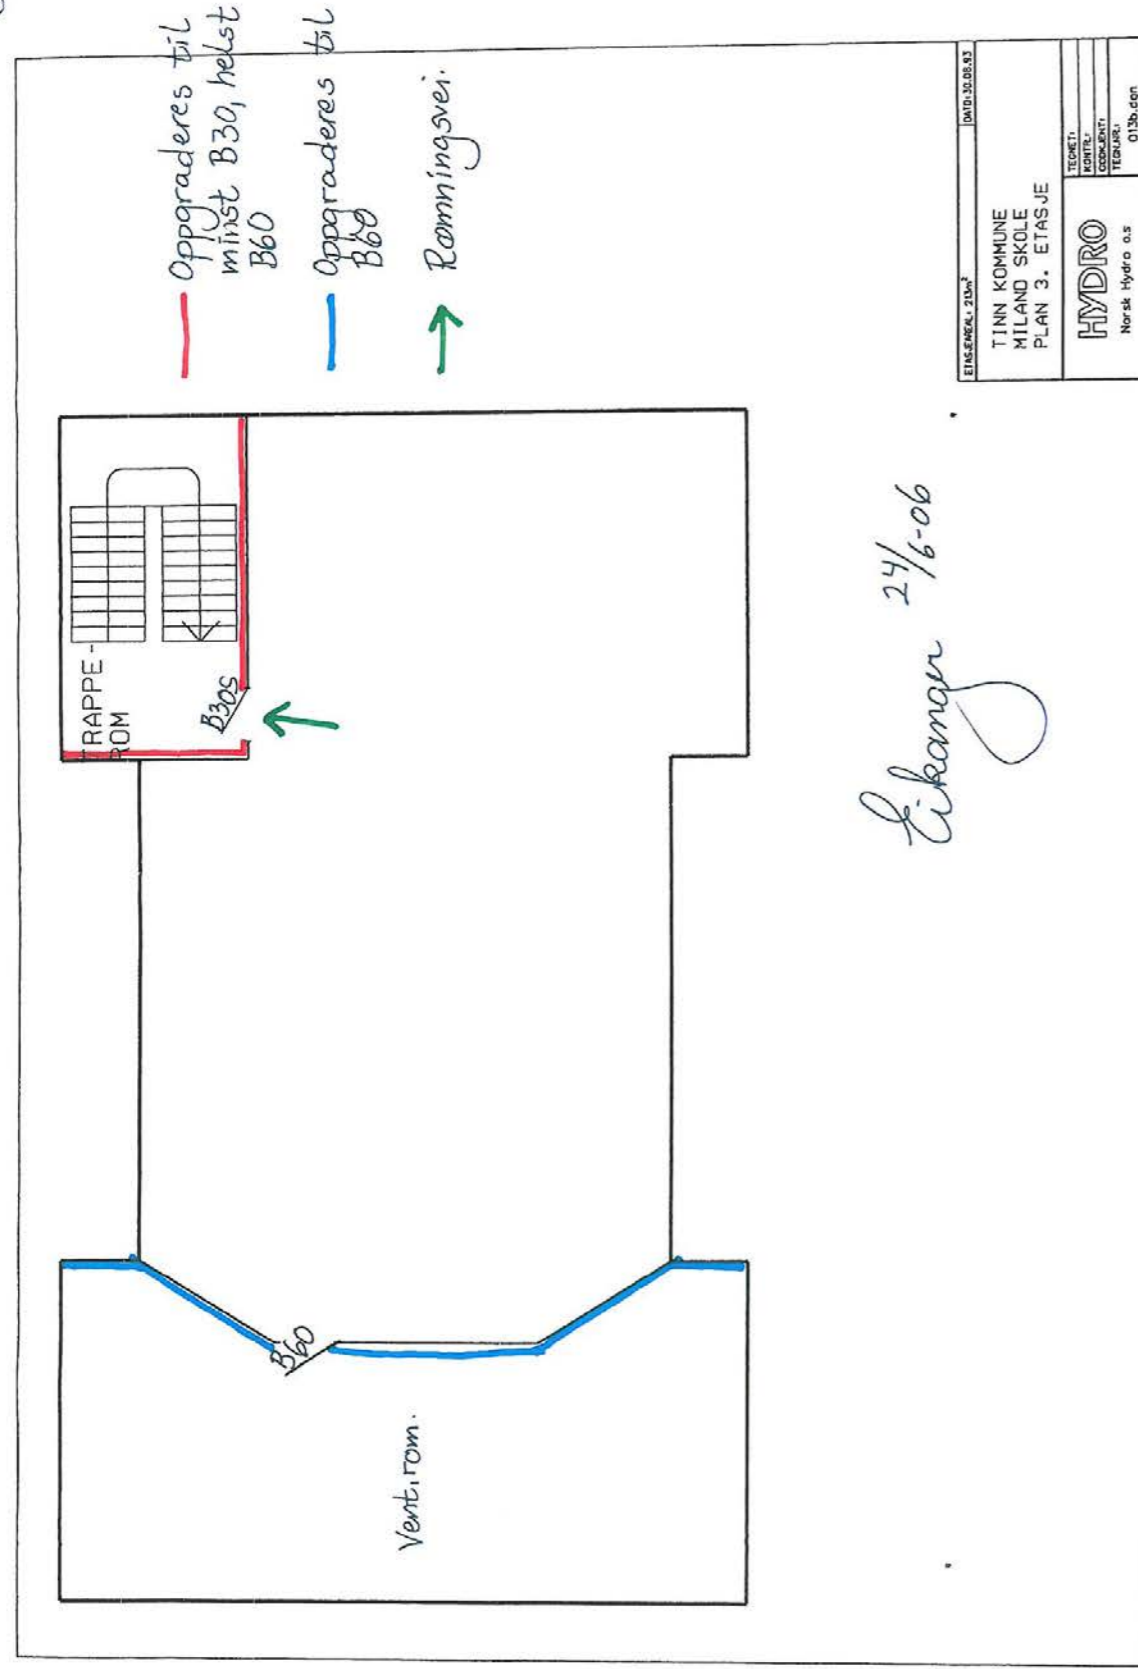 Oppgraderes til
minst B30, helst
B60
Oppgraderes til
B60
Rømningsvei.
TRAPPE-
ROM
B30S
B60
Vent.rom.
Eikanger 24/6-06
ETASJEAREAL: 213m² DATO: 30.08.93
TINN KOMMUNE
MILAND SKOLE
PLAN 3. ETASJE
HYDRO
Norsk Hydro a.s
TEGNET:
KONTR.:
GODKJENT:
TEGN.NR.:
013b.dgn